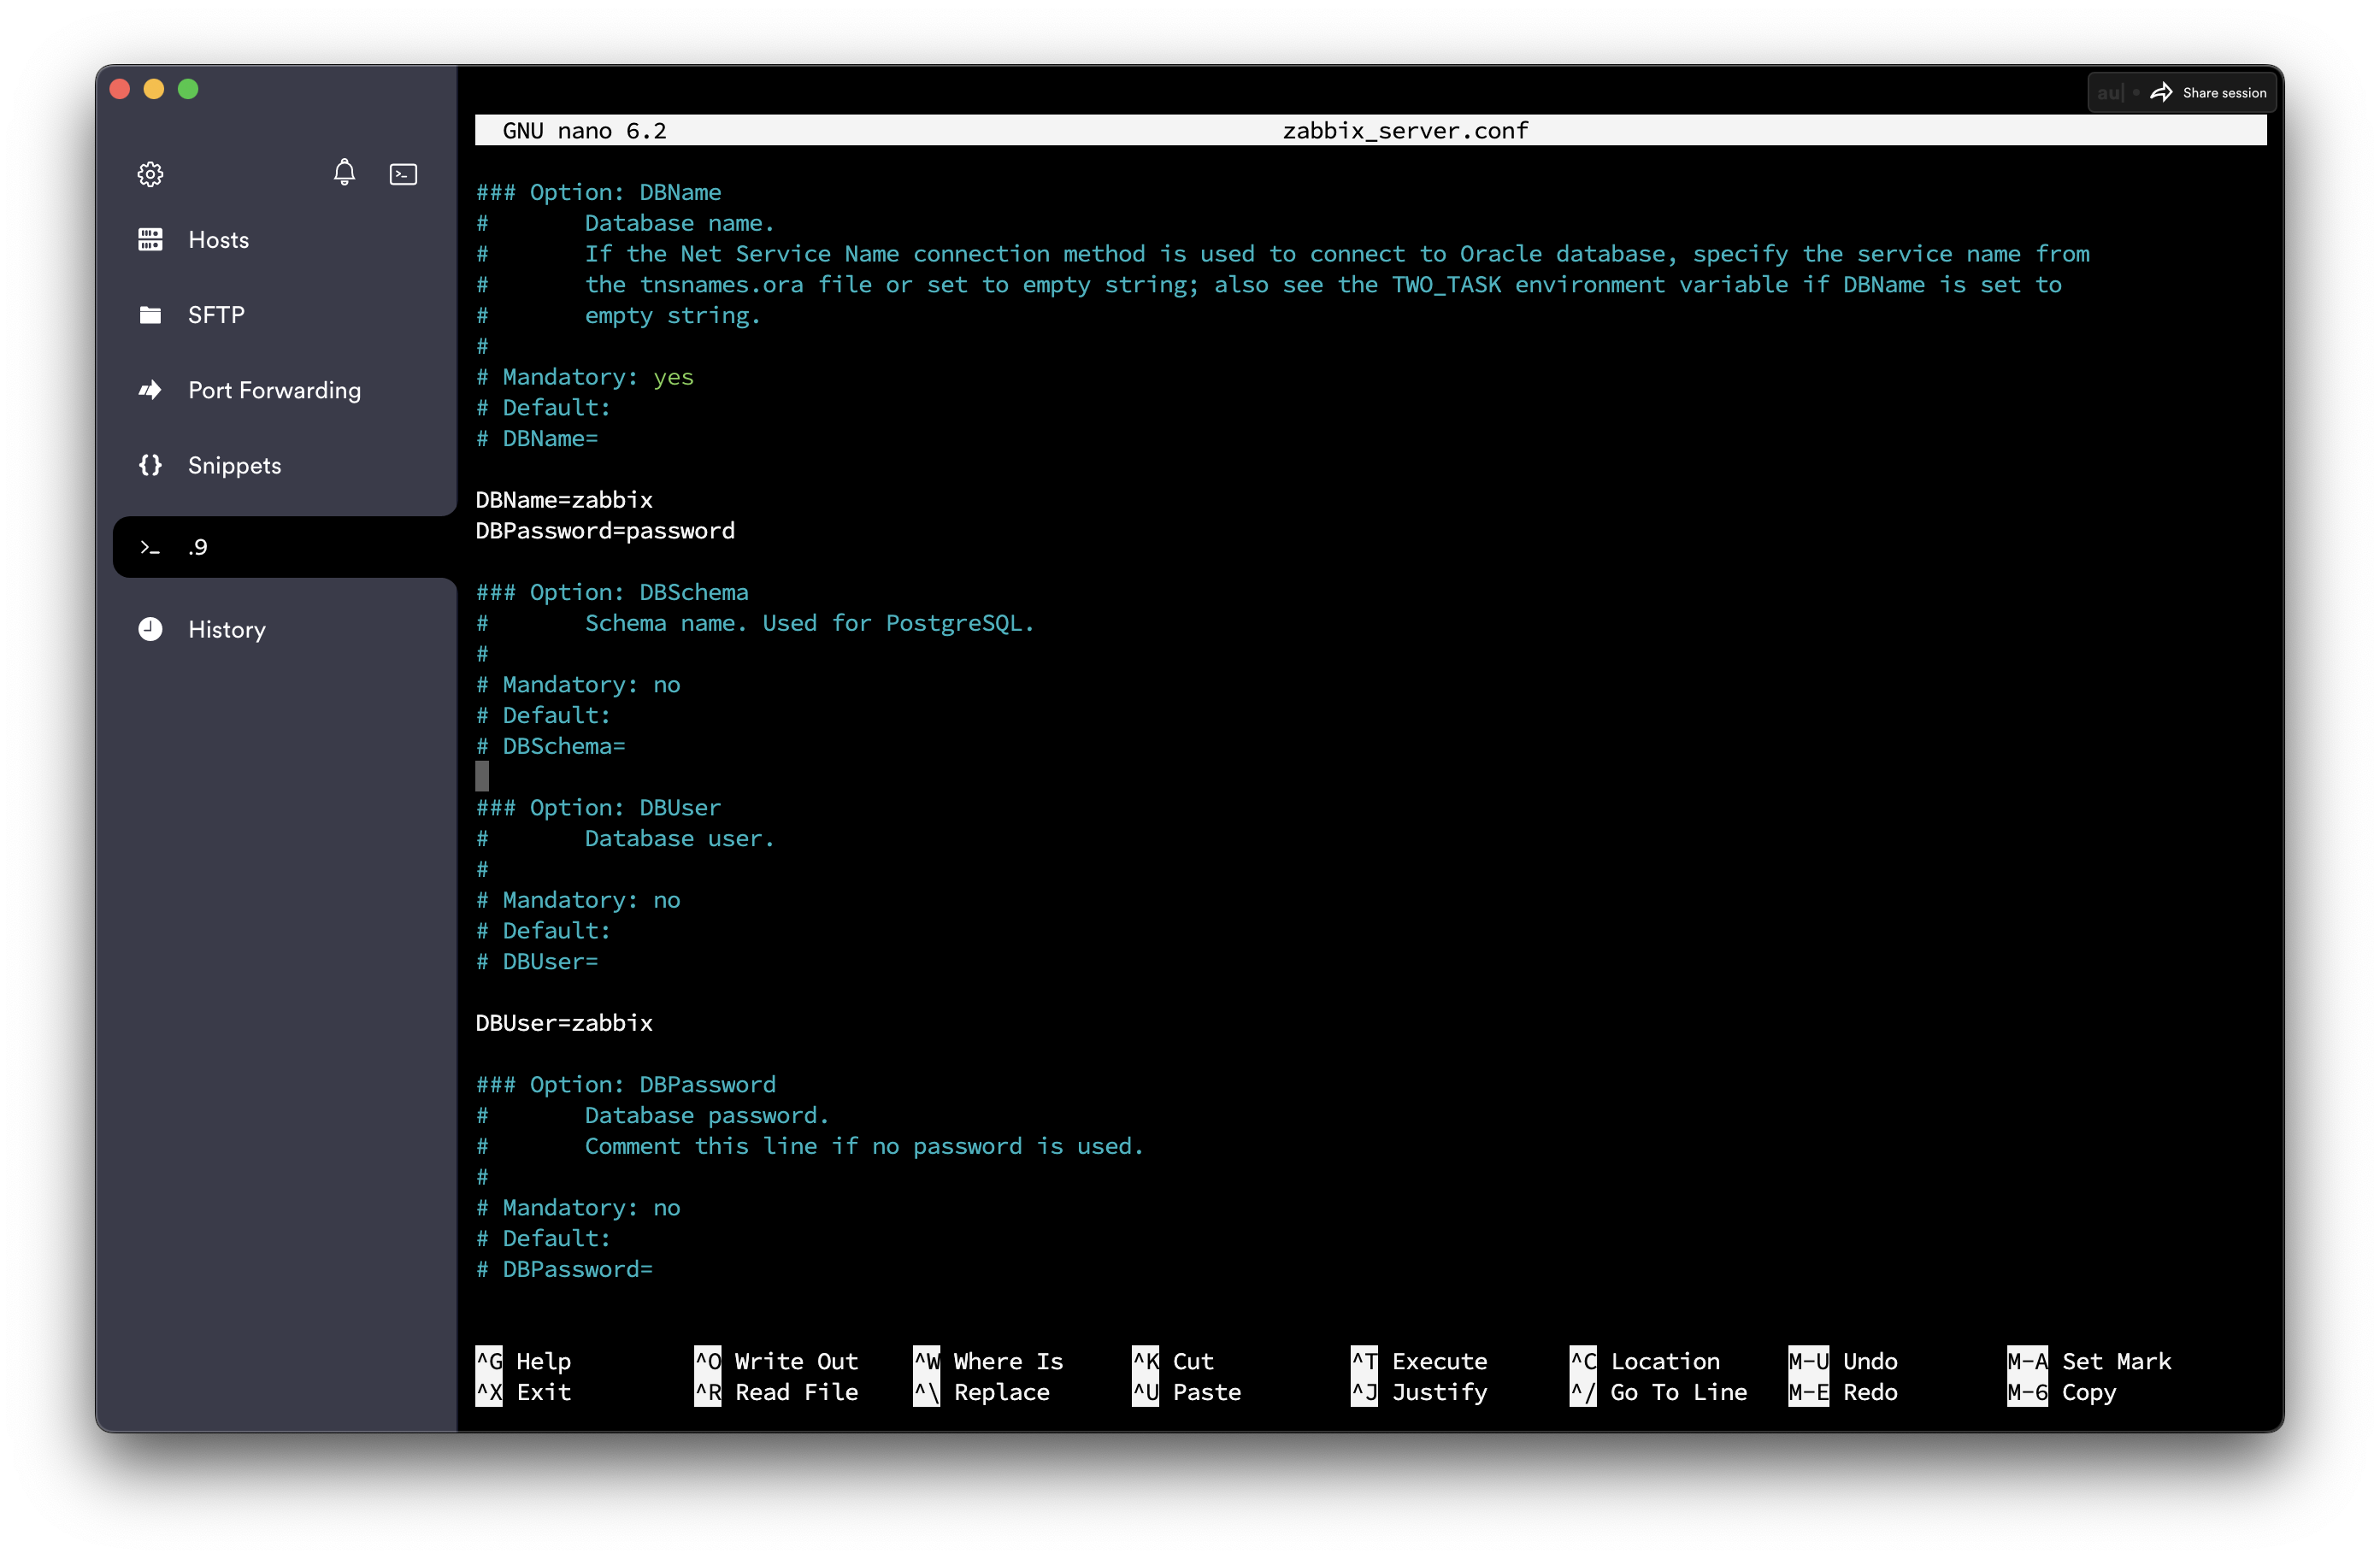 au| • Share session
GNU nano 6.2 zabbix_server.conf
Hosts
SFTP
Port Forwarding
Snippets
>_ .9
History
### Option: DBName
#       Database name.
#       If the Net Service Name connection method is used to connect to Oracle database, specify the service name from
#       the tnsnames.ora file or set to empty string; also see the TWO_TASK environment variable if DBName is set to
#       empty string.
#
# Mandatory: yes
# Default:
# DBName=
DBName=zabbix
DBPassword=password
### Option: DBSchema
#       Schema name. Used for PostgreSQL.
#
# Mandatory: no
# Default:
# DBSchema=
### Option: DBUser
#       Database user.
#
# Mandatory: no
# Default:
# DBUser=
DBUser=zabbix
### Option: DBPassword
#       Database password.
#       Comment this line if no password is used.
#
# Mandatory: no
# Default:
# DBPassword=
^G Help ^O Write Out ^W Where Is ^K Cut ^T Execute ^C Location M-U Undo M-A Set Mark
^X Exit ^R Read File ^\ Replace ^U Paste ^J Justify ^/ Go To Line M-E Redo M-6 Copy